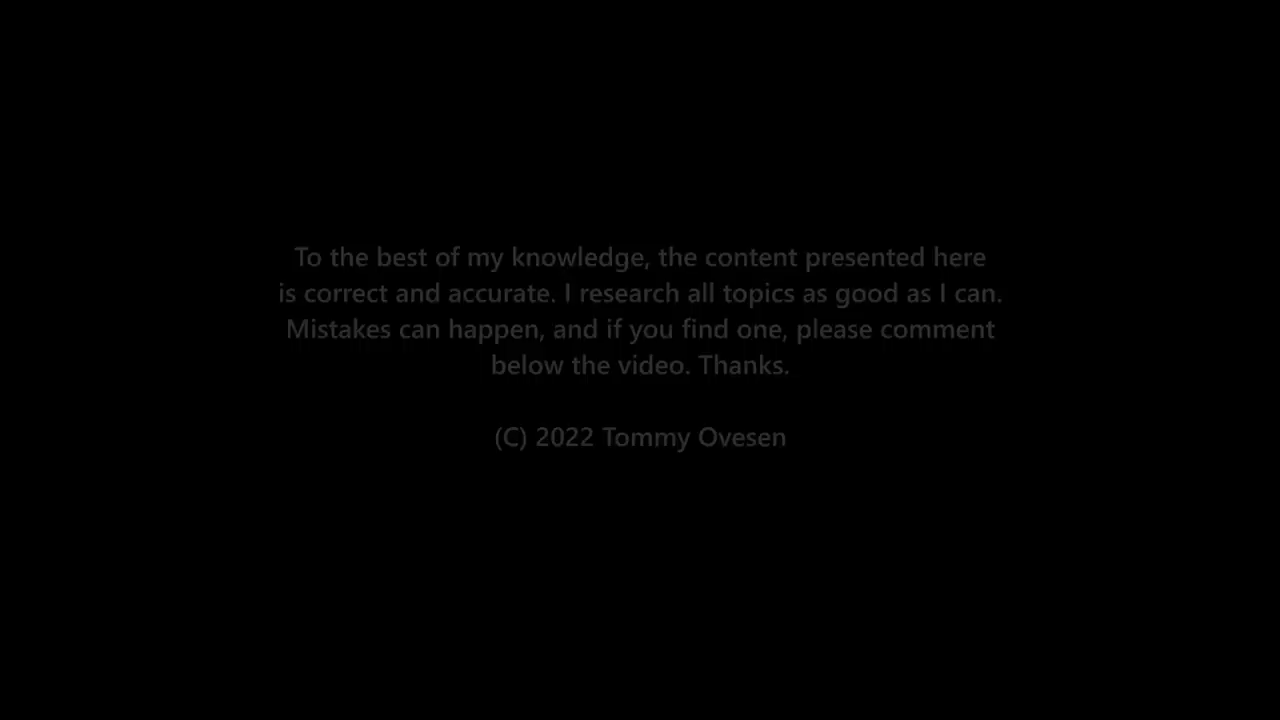 To the best of my knowledge, the content presented here
is correct and accurate. I research all topics as good as I can.
Mistakes can happen, and if you find one, please comment
below the video. Thanks.
(C) 2022 Tommy Ovesen